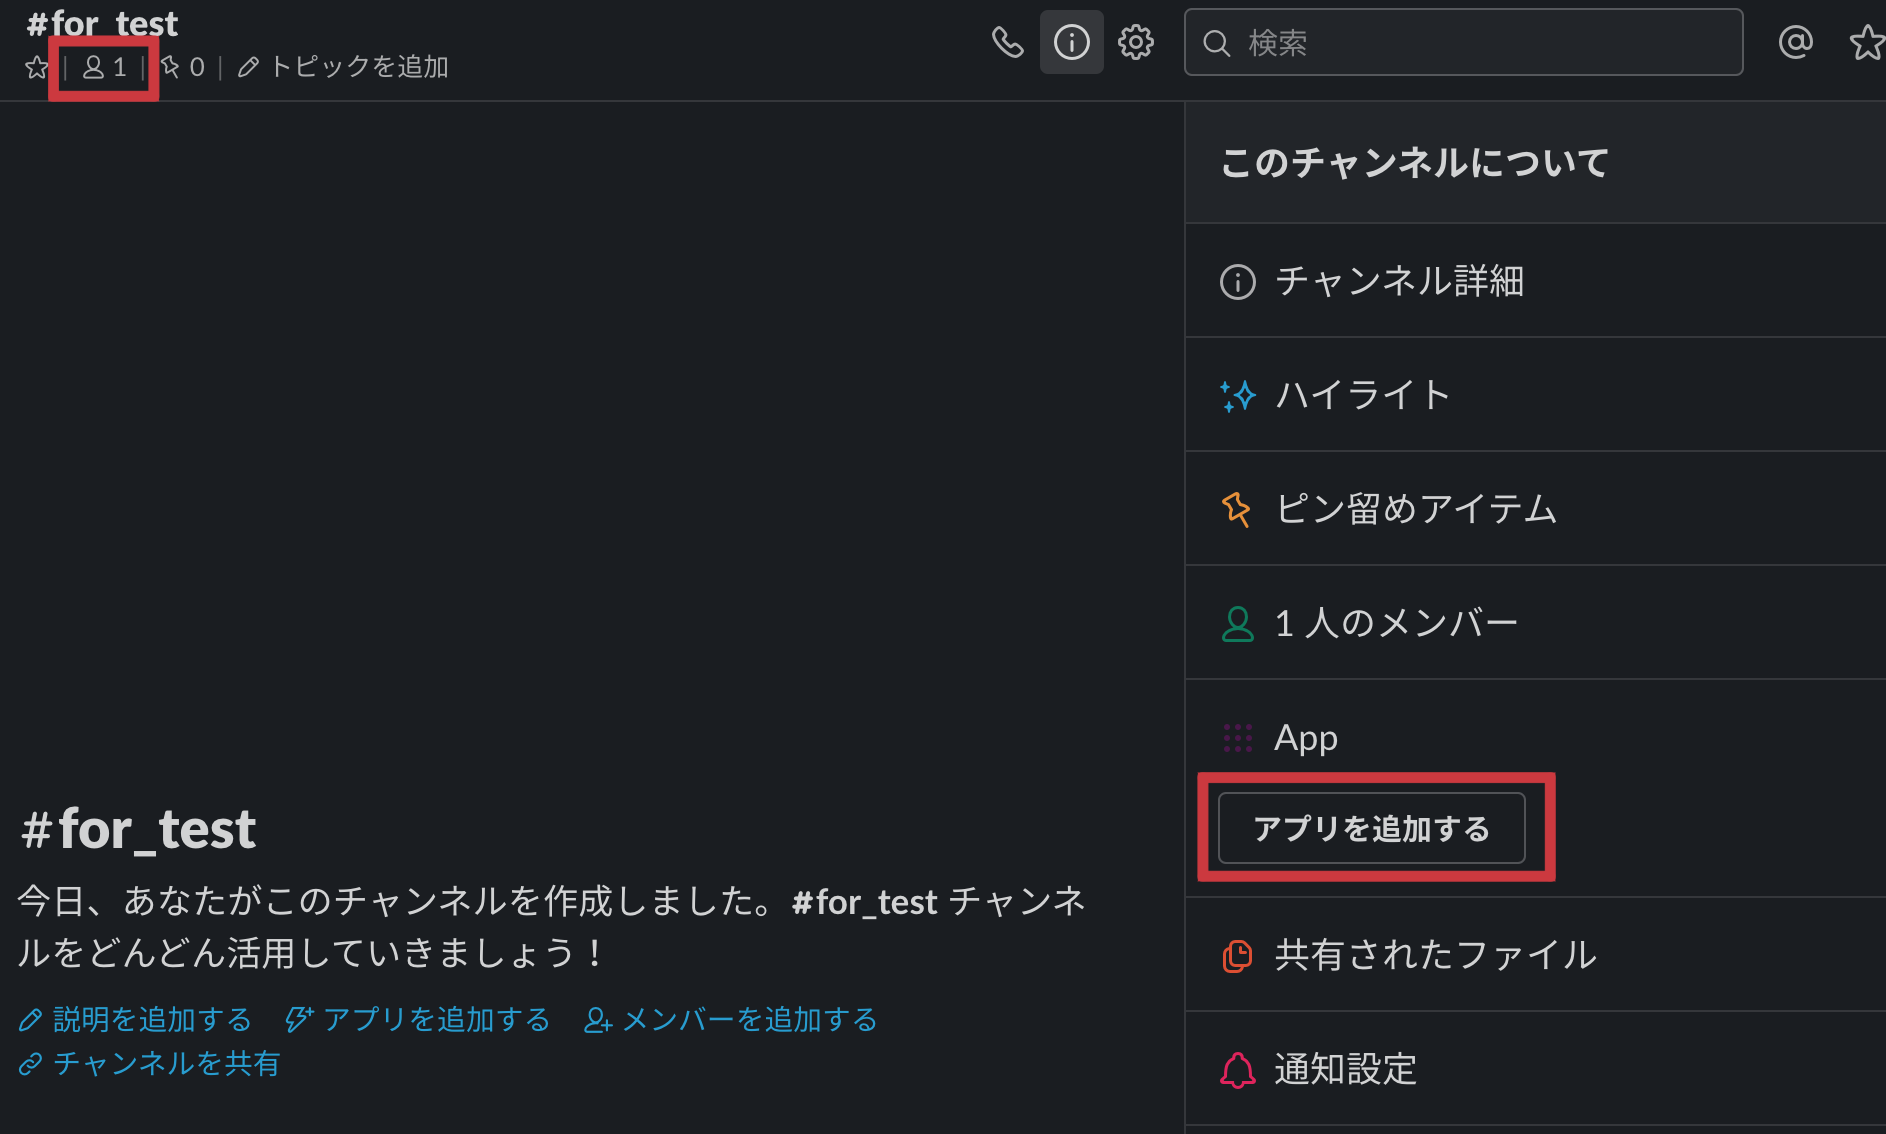 #for_test
1
0
トピックを追加
検索
このチャンネルについて
チャンネル詳細
ハイライト
ピン留めアイテム
1 人のメンバー
App
アプリを追加する
共有されたファイル
通知設定
#for_test
今日、あなたがこのチャンネルを作成しました。#for_test チャンネ
ルをどんどん活用していきましょう！
説明を追加する アプリを追加する メンバーを追加する
チャンネルを共有